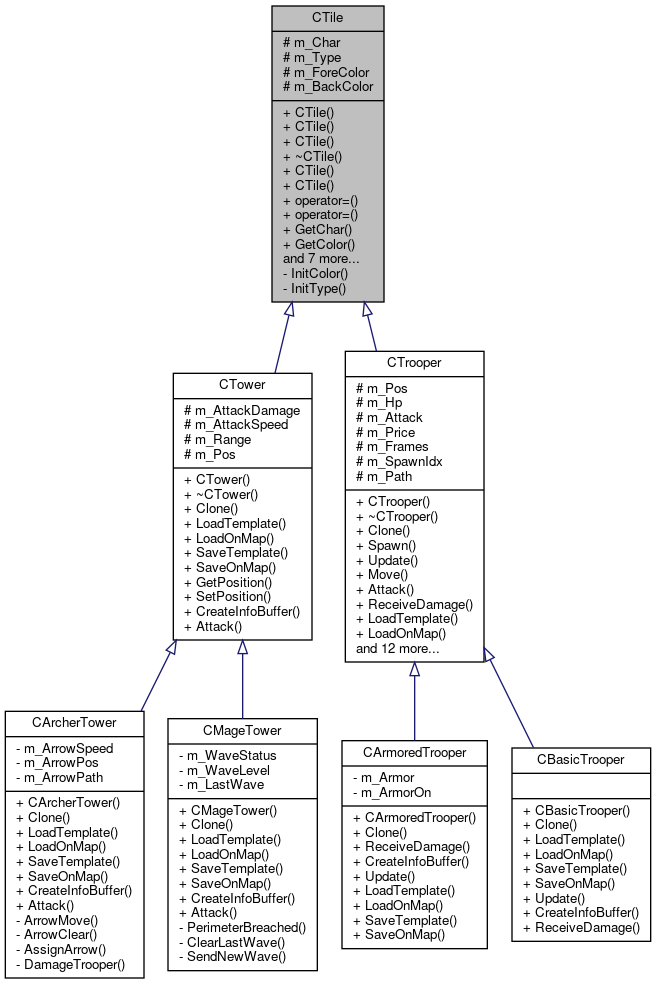 CTile
# m_Char
# m_Type
# m_ForeColor
# m_BackColor
+ CTile()
+ CTile()
+ CTile()
+ ~CTile()
+ CTile()
+ CTile()
+ operator=()
+ operator=()
+ GetChar()
+ GetColor()
and 7 more...
- InitColor()
- InitType()
CTower
# m_AttackDamage
# m_AttackSpeed
# m_Range
# m_Pos
+ CTower()
+ ~CTower()
+ Clone()
+ LoadTemplate()
+ LoadOnMap()
+ SaveTemplate()
+ SaveOnMap()
+ GetPosition()
+ SetPosition()
+ CreateInfoBuffer()
+ Attack()
CTrooper
# m_Pos
# m_Hp
# m_Attack
# m_Price
# m_Frames
# m_SpawnIdx
# m_Path
+ CTrooper()
+ ~CTrooper()
+ Clone()
+ Spawn()
+ Update()
+ Move()
+ Attack()
+ ReceiveDamage()
+ LoadTemplate()
+ LoadOnMap()
and 12 more...
CArcherTower
- m_ArrowSpeed
- m_ArrowPos
- m_ArrowPath
+ CArcherTower()
+ Clone()
+ LoadTemplate()
+ LoadOnMap()
+ SaveTemplate()
+ SaveOnMap()
+ CreateInfoBuffer()
+ Attack()
- ArrowMove()
- ArrowClear()
- AssignArrow()
- DamageTrooper()
CMageTower
- m_WaveStatus
- m_WaveLevel
- m_LastWave
+ CMageTower()
+ Clone()
+ LoadTemplate()
+ LoadOnMap()
+ SaveTemplate()
+ SaveOnMap()
+ CreateInfoBuffer()
+ Attack()
- PerimeterBreached()
- ClearLastWave()
- SendNewWave()
CArmoredTrooper
- m_Armor
- m_ArmorOn
+ CArmoredTrooper()
+ Clone()
+ ReceiveDamage()
+ CreateInfoBuffer()
+ Update()
+ LoadTemplate()
+ LoadOnMap()
+ SaveTemplate()
+ SaveOnMap()
CBasicTrooper
+ CBasicTrooper()
+ Clone()
+ LoadTemplate()
+ LoadOnMap()
+ SaveTemplate()
+ SaveOnMap()
+ Update()
+ CreateInfoBuffer()
+ ReceiveDamage()